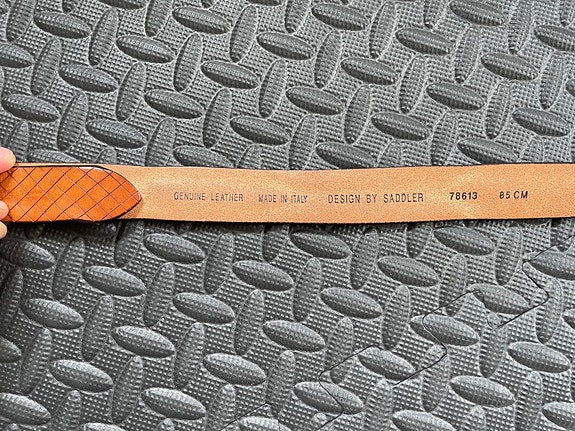 GENUINE LEATHER MADE IN ITALY DESIGN BY SADDLER 78613 85 CM